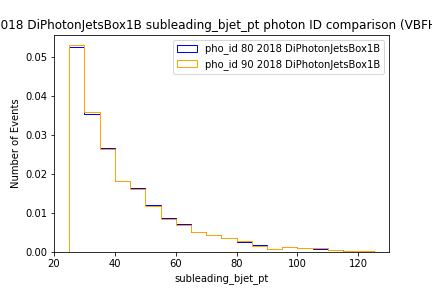 018 DiPhotonJetsBox1B subleading_bjet_pt photon ID comparison (VBFH
pho_id 80 2018 DiPhotonJetsBox1B
pho_id 90 2018 DiPhotonJetsBox1B
Number of Events
0.05
0.04
0.03
0.02
0.01
0.00
20 40 60 80 100 120
subleading_bjet_pt